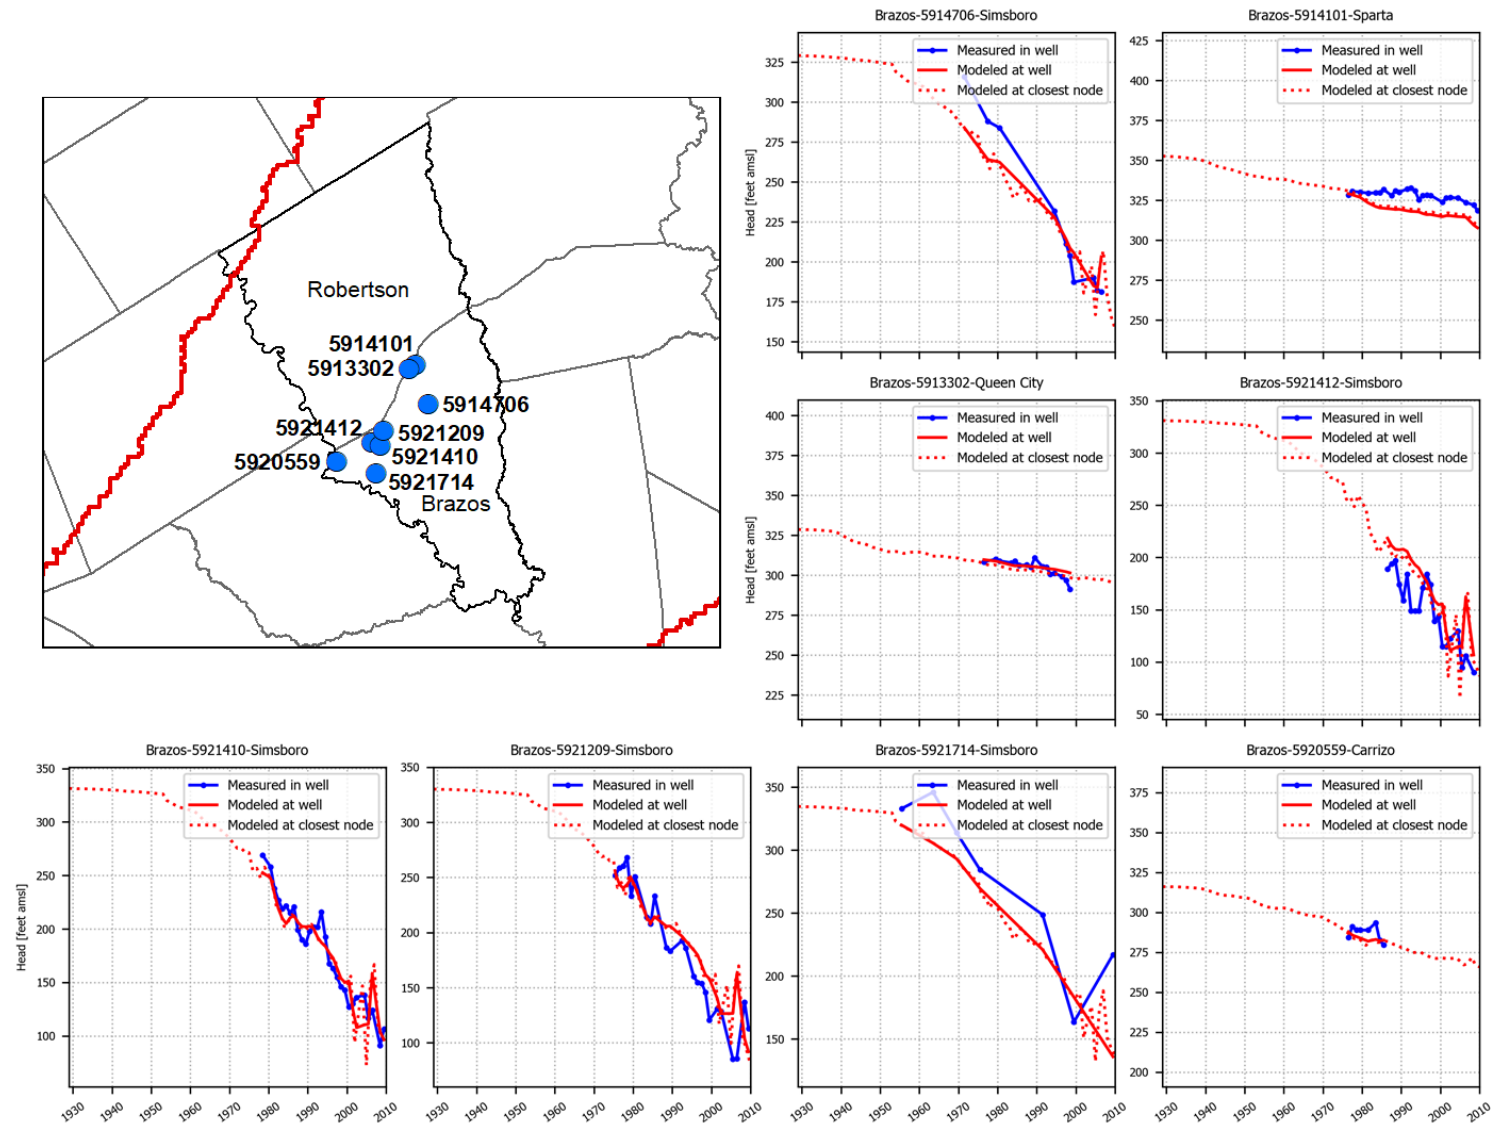 Brazos-5914706-Simsboro
Measured in well
Modeled at well
Modeled at closest node
325
300
275
250
225
200
175
150
Head [feet amsl]
Brazos-5914101-Sparta
Measured in well
Modeled at well
Modeled at closest node
425
400
375
350
325
300
275
250
Robertson
5914101
5913302
5914706
5921412
5921209
5920559
5921410
5921714
Brazos
Brazos-5913302-Queen City
Measured in well
Modeled at well
Modeled at closest node
400
375
350
325
300
275
250
225
Head [feet amsl]
Brazos-5921412-Simsboro
Measured in well
Modeled at well
Modeled at closest node
350
300
250
200
150
100
50
Brazos-5921410-Simsboro
Measured in well
Modeled at well
Modeled at closest node
350
300
250
200
150
100
Head [feet amsl]
1930 1940 1950 1960 1970 1980 1990 2000 2010
Brazos-5921209-Simsboro
Measured in well
Modeled at well
Modeled at closest node
350
300
250
200
150
100
1930 1940 1950 1960 1970 1980 1990 2000 2010
Brazos-5921714-Simsboro
Measured in well
Modeled at well
Modeled at closest node
350
300
250
200
150
1930 1940 1950 1960 1970 1980 1990 2000 2010
Brazos-5920559-Carrizo
Measured in well
Modeled at well
Modeled at closest node
375
350
325
300
275
250
225
200
1930 1940 1950 1960 1970 1980 1990 2000 2010